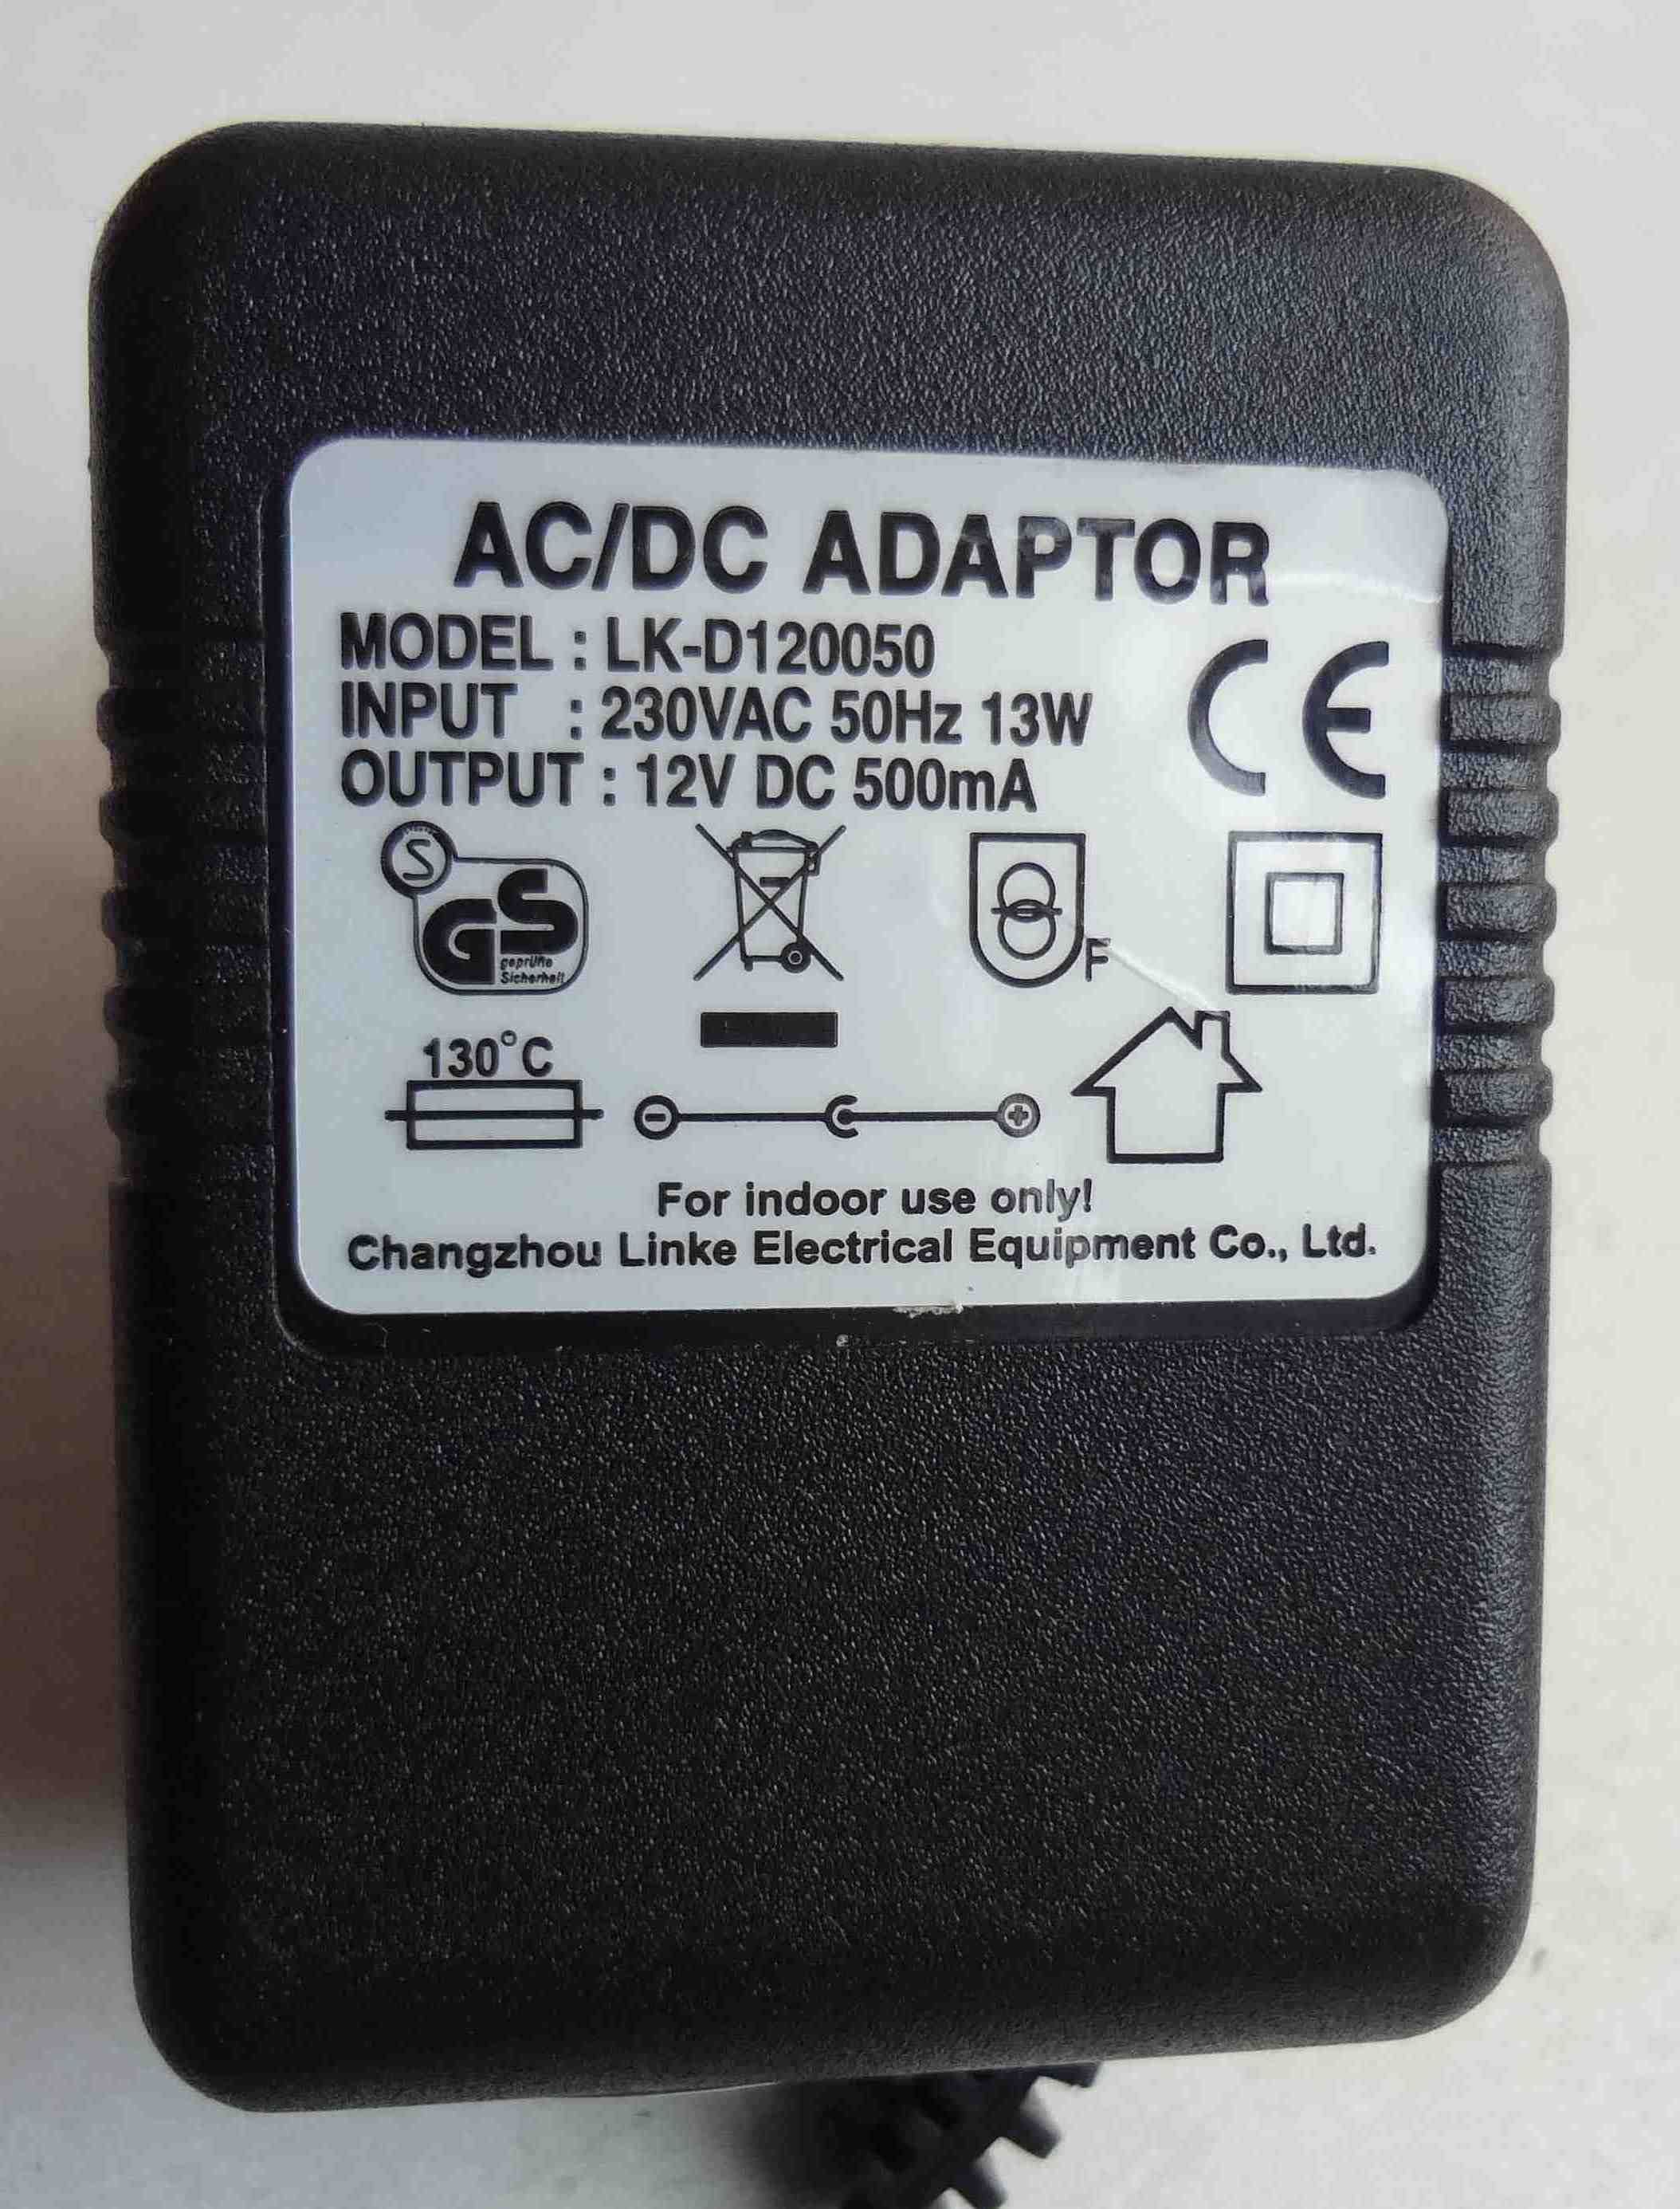 AC/DC ADAPTOR
MODEL : LK-D120050
INPUT : 230VAC 50Hz 13W
OUTPUT : 12V DC 500mA
CE
S
GS
geprüfte
Sicherheit
F
130°C
For indoor use only!
Changzhou Linke Electrical Equipment Co., Ltd.